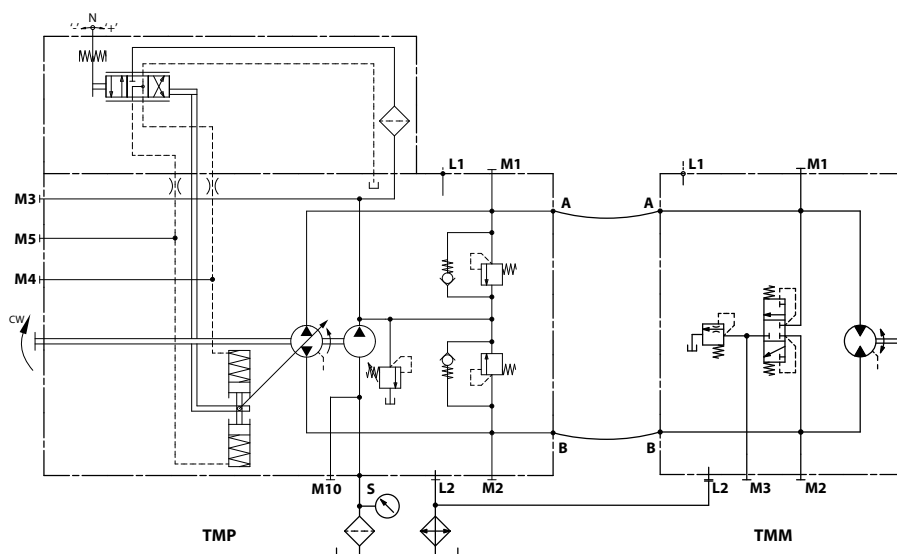 N
"-" "+"
L1 M1 L1 M1
M3
A A
M5
M4
CW
B B
M10 S L2 M2 L2 M3 M2
TMP TMM